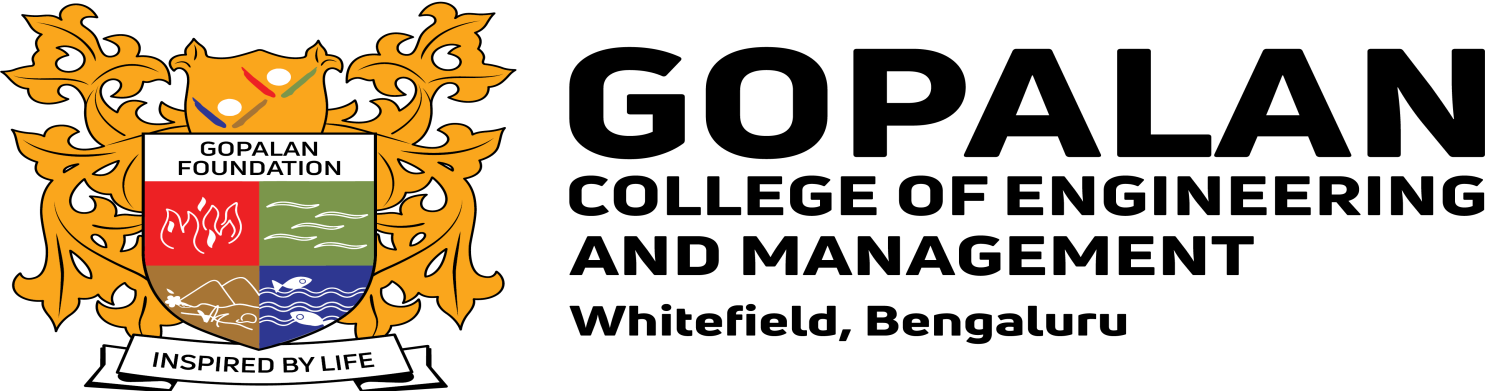 GOPALAN
FOUNDATION
INSPIRED BY LIFE
GOPALAN
COLLEGE OF ENGINEERING
AND MANAGEMENT
Whitefield, Bengaluru